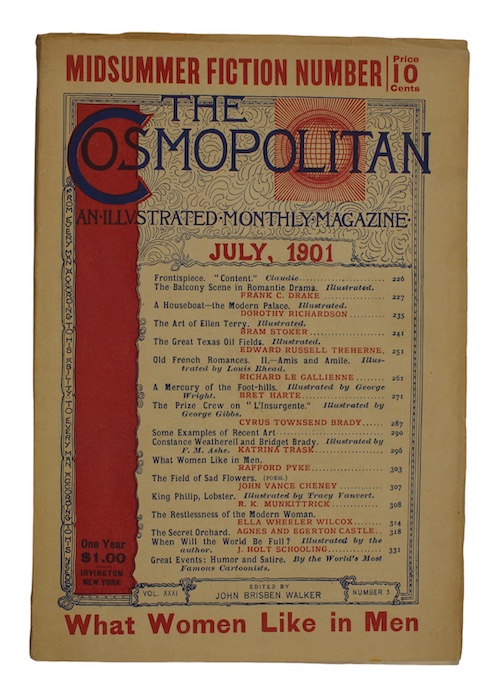 MIDSUMMER FICTION NUMBER
Price
10
Cents
THE
COSMOPOLITAN
AN·ILLVSTRATED·MONTHLY·MAGAZINE·
JULY, 1901
Frontispiece. "Content." Claudie........................ 226
The Balcony Scene in Romantic Drama. Illustrated.
FRANK C. DRAKE ............ 227
A Houseboat—the Modern Palace. Illustrated.
DOROTHY RICHARDSON ............ 235
The Art of Ellen Terry. Illustrated.
BRAM STOKER ............ 241
The Great Texas Oil Fields. Illustrated.
EDWARD RUSSELL TREHERNE, 251
Old French Romances. II.—Amis and Amile. Illus-
trated by Louis Rhead.
RICHARD LE GALLIENNE ........ 261
A Mercury of the Foot-hills. Illustrated by George
Wright. BRET HARTE ............ 271
The Prize Crew on "L'Insurgente." Illustrated by
George Gibbs.
CYRUS TOWNSEND BRADY..... 287
Some Examples of Recent Art........................ 290
Constance Weatherell and Bridget Brady. Illustrated by
F. M. Ashe. KATRINA TRASK ............ 296
What Women Like in Men.
RAFFORD PYKE ............ 303
The Field of Sad Flowers. (POEM.)
JOHN VANCE CHENEY ............ 307
King Philip, Lobster. Illustrated by Tracy Vanvert.
R. K. MUNKITTRICK ............ 308
The Restlessness of the Modern Woman.
ELLA WHEELER WILCOX...... 314
The Secret Orchard. AGNES AND EGERTON CASTLE.. 318
When Will the World Be Full? Illustrated by the
author. J. HOLT SCHOOLING ...... 331
Great Events: Humor and Satire. By the World's Most
Famous Cartoonists.
One Year
$1.00
IRVINGTON
NEW YORK
VOL. XXXI
EDITED BY
JOHN BRISBEN WALKER
NUMBER 3
What Women Like in Men